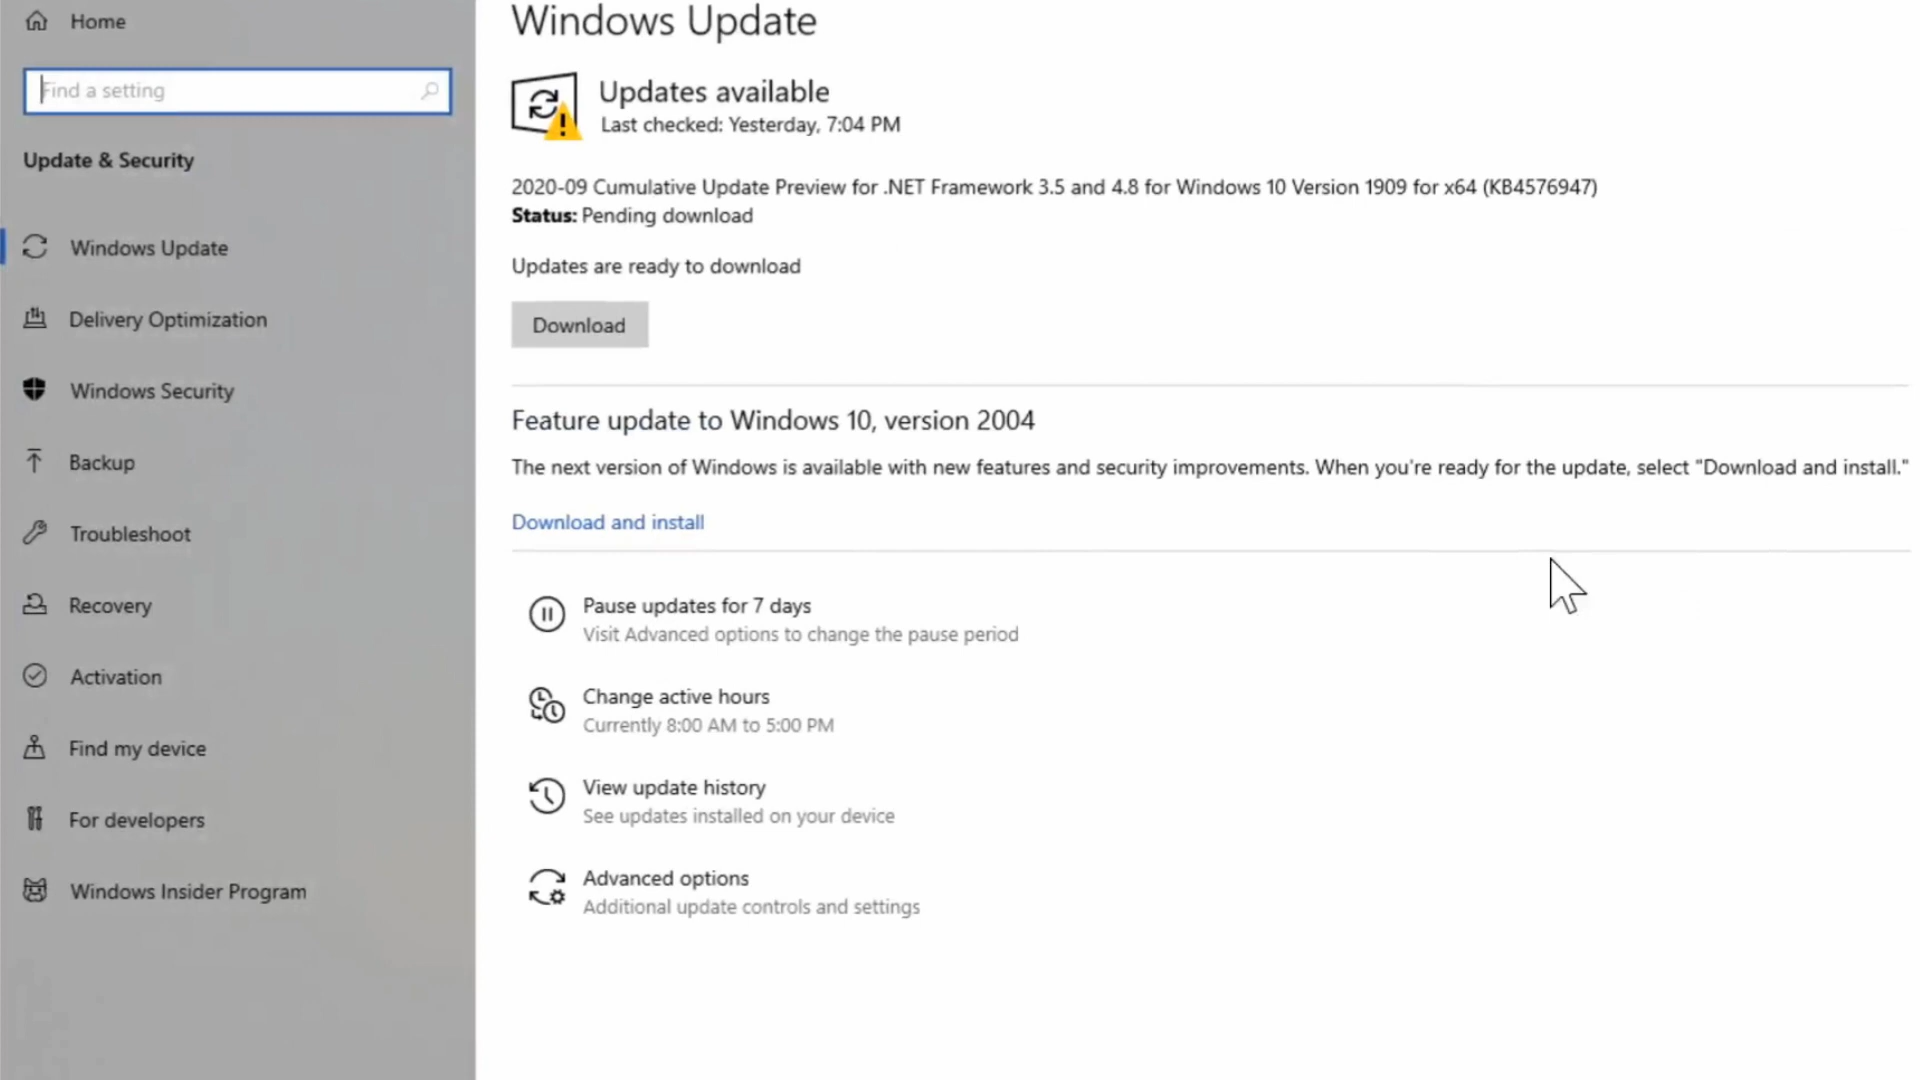 Home
Find a setting
Update & Security
Windows Update
Delivery Optimization
Windows Security
Backup
Troubleshoot
Recovery
Activation
Find my device
For developers
Windows Insider Program
Windows Update
Updates available
Last checked: Yesterday, 7:04 PM
2020-09 Cumulative Update Preview for .NET Framework 3.5 and 4.8 for Windows 10 Version 1909 for x64 (KB4576947)
Status: Pending download
Updates are ready to download
Download
Feature update to Windows 10, version 2004
The next version of Windows is available with new features and security improvements. When you're ready for the update, select "Download and install."
Download and install
Pause updates for 7 days
Visit Advanced options to change the pause period
Change active hours
Currently 8:00 AM to 5:00 PM
View update history
See updates installed on your device
Advanced options
Additional update controls and settings